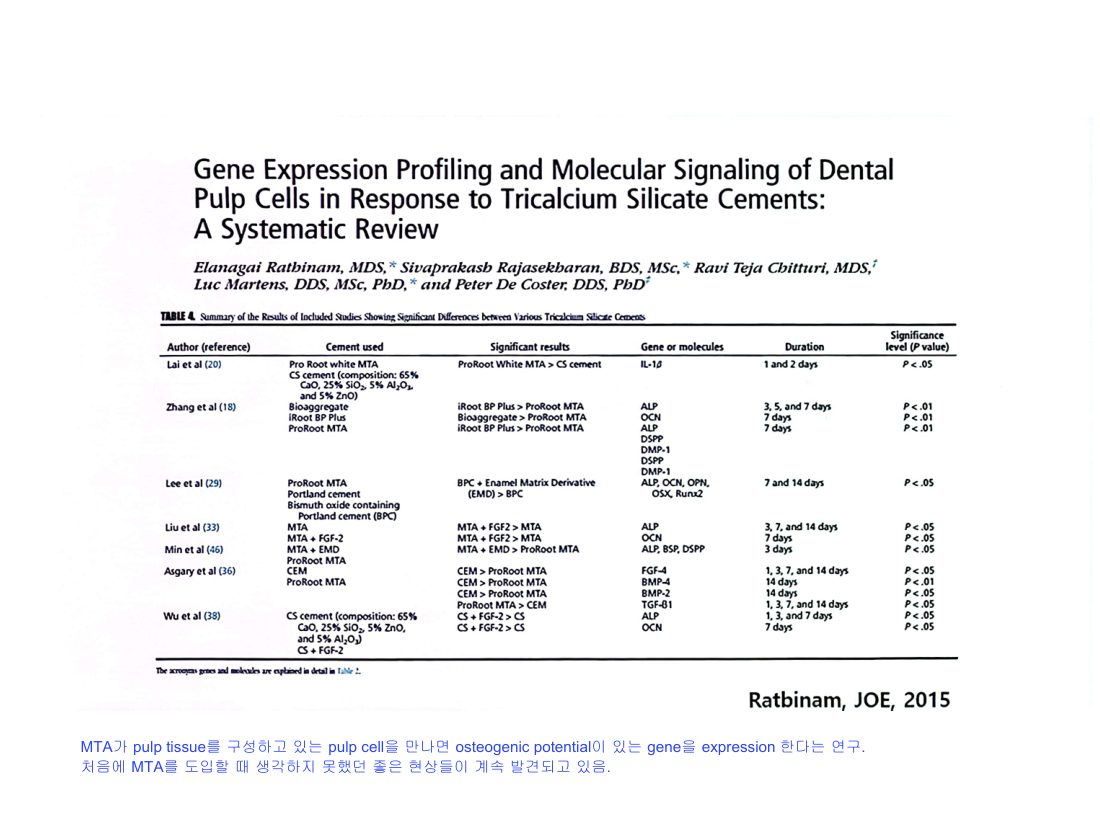 Gene Expression Profiling and Molecular Signaling of Dental
Pulp Cells in Response to Tricalcium Silicate Cements:
A Systematic Review
Elanagai Rathinam, MDS,* Sivaprakash Rajasekharan, BDS, MSc,* Ravi Teja Chitturi, MDS,†
Luc Martens, DDS, MSc, PhD,* and Peter De Coster, DDS, PhD‡
TABLE 4. Summary of the Results of Included Studies Showing Significant Differences between Various Tricalcium Silicate Cements
Significance
Author (reference) Cement used Significant results Gene or molecules Duration level (P value)
Lai et al (20) Pro Root white MTA ProRoot White MTA > CS cement IL-1β 1 and 2 days P < .05
CS cement (composition: 65%
CaO, 25% SiO₂, 5% Al₂O₃,
and 5% ZnO)
Zhang et al (18) Bioaggregate iRoot BP Plus > ProRoot MTA ALP 3, 5, and 7 days P < .01
iRoot BP Plus Bioaggregate > ProRoot MTA OCN 7 days P < .01
ProRoot MTA iRoot BP Plus > ProRoot MTA ALP 7 days P < .01
DSPP
DMP-1
DSPP
DMP-1
Lee et al (29) ProRoot MTA BPC + Enamel Matrix Derivative ALP, OCN, OPN, 7 and 14 days P < .05
Portland cement (EMD) > BPC OSX, Runx2
Bismuth oxide containing
Portland cement (BPC)
Liu et al (33) MTA MTA + FGF2 > MTA ALP 3, 7, and 14 days P < .05
MTA + FGF-2 MTA + FGF2 > MTA OCN 7 days P < .05
Min et al (46) MTA + EMD MTA + EMD > ProRoot MTA ALP, BSP, DSPP 3 days P < .05
ProRoot MTA
Asgary et al (36) CEM CEM > ProRoot MTA FGF-4 1, 3, 7, and 14 days P < .05
ProRoot MTA CEM > ProRoot MTA BMP-4 14 days P < .01
CEM > ProRoot MTA BMP-2 14 days P < .05
ProRoot MTA > CEM TGF-β1 1, 3, 7, and 14 days P < .05
Wu et al (38) CS cement (composition: 65% CS + FGF-2 > CS ALP 1, 3, and 7 days P < .05
CaO, 25% SiO₂, 5% ZnO, CS + FGF-2 > CS OCN 7 days P < .05
and 5% Al₂O₃)
CS + FGF-2
The acronyms genes and molecules are explained in detail in Table 2.
Ratbinam, JOE, 2015
MTA가 pulp tissue를 구성하고 있는 pulp cell을 만나면 osteogenic potential이 있는 gene을 expression 한다는 연구.
처음에 MTA를 도입할 때 생각하지 못했던 좋은 현상들이 계속 발견되고 있음.